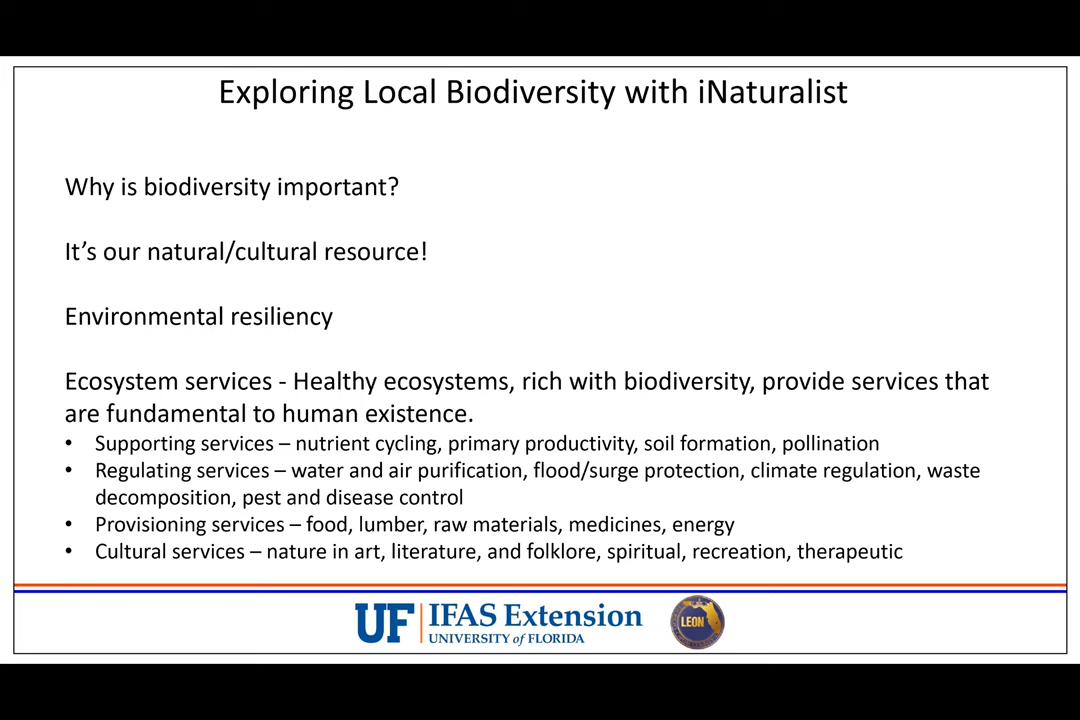 Exploring Local Biodiversity with iNaturalist
Why is biodiversity important?
It’s our natural/cultural resource!
Environmental resiliency
Ecosystem services - Healthy ecosystems, rich with biodiversity, provide services that
are fundamental to human existence.
• Supporting services – nutrient cycling, primary productivity, soil formation, pollination
• Regulating services – water and air purification, flood/surge protection, climate regulation, waste
decomposition, pest and disease control
• Provisioning services – food, lumber, raw materials, medicines, energy
• Cultural services – nature in art, literature, and folklore, spiritual, recreation, therapeutic
UF IFAS Extension
UNIVERSITY of FLORIDA
LEON